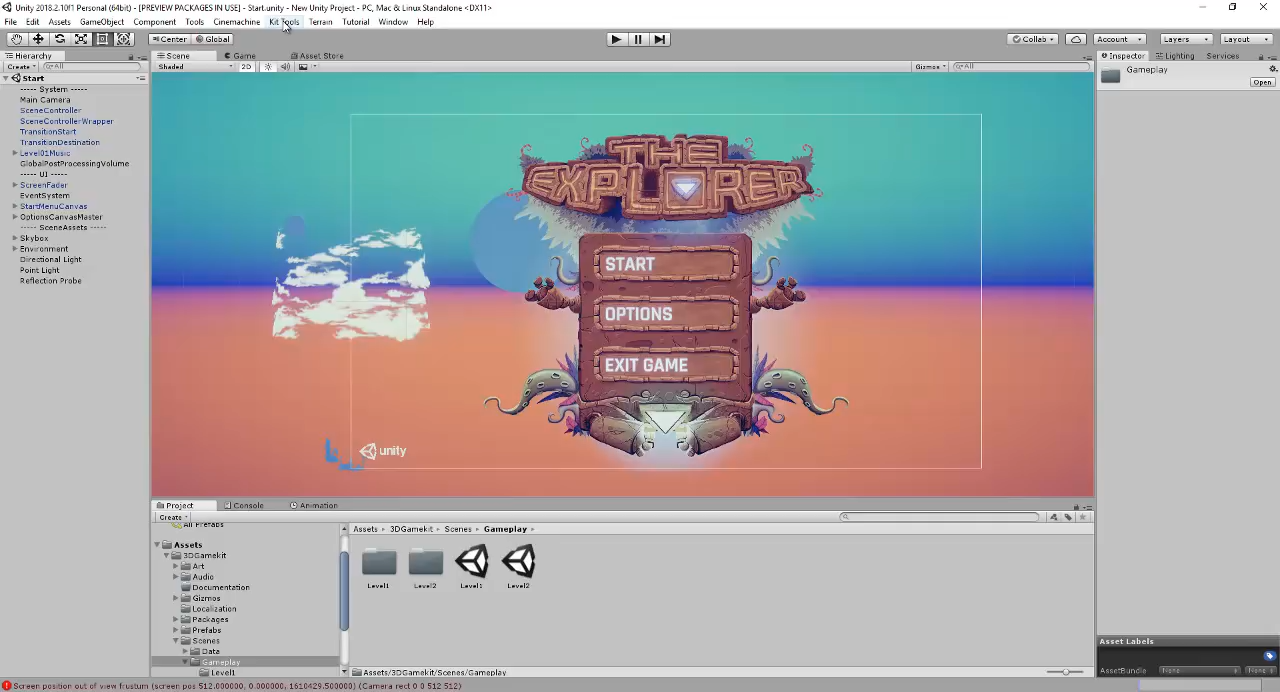 Unity 2018.2.10f1 Personal (64bit) - [PREVIEW PACKAGES IN USE] - Start.unity - New Unity Project - PC, Mac & Linux Standalone <DX11>
File Edit Assets GameObject Component Tools Cinemachine Kit Tools Terrain Tutorial Window Help
Center Global Collab Account Layers Layout
Hierarchy Scene Game Asset Store Inspector Lighting Services
Create All Shaded 2D Gizmos All Gameplay
Open
Start
----- System -----
Main Camera
SceneController
SceneControllerWrapper
TransitionStart
TransitionDestination
Level01Music
GlobalPostProcessingVolume
----- UI -----
ScreenFader
EventSystem
StartMenuCanvas
OptionsCanvasMaster
----- SceneAssets -----
Skybox
Environment
Directional Light
Point Light
Reflection Probe
THE
EXPLORER
START
OPTIONS
EXIT GAME
unity
Project Console Animation
Create
All Prefabs
Assets
3DGamekit
Art
Audio
Documentation
Gizmos
Localization
Packages
Prefabs
Scenes
Data
Gameplay
Level1
Assets 3DGamekit Scenes Gameplay
Level1 Level2 Level1 Level2
Assets/3DGamekit/Scenes/Gameplay
Asset Labels
AssetBundle None None
Screen position out of view frustum (screen pos 512.000000, 0.000000, 1610429.500000) (Camera rect 0 0 512 512)